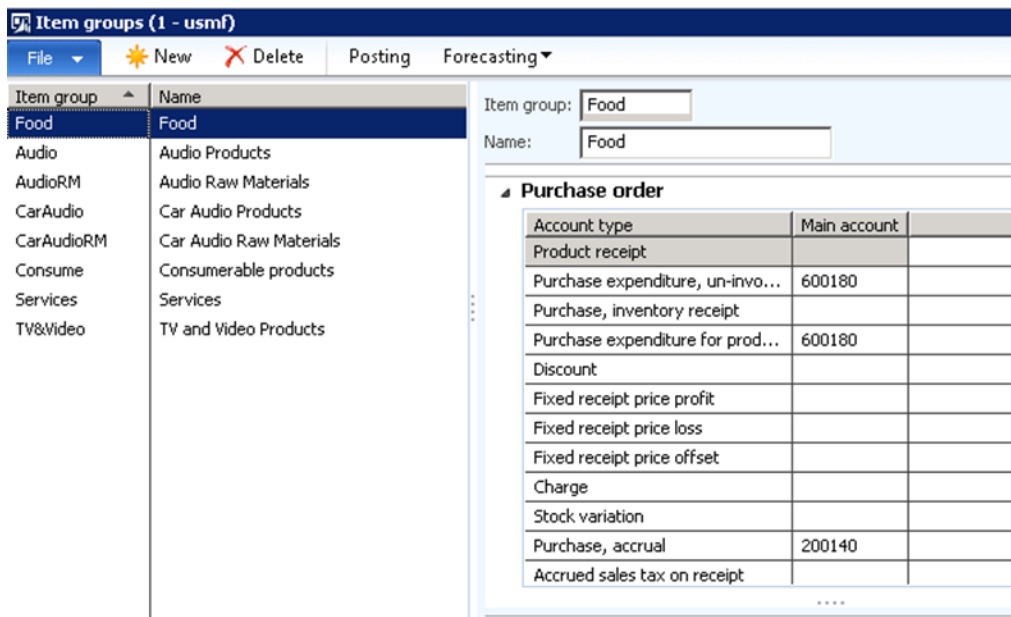 Item groups (1 - usmf)
File New Delete Posting Forecasting
Item group Name
Food Food
Audio Audio Products
AudioRM Audio Raw Materials
CarAudio Car Audio Products
CarAudioRM Car Audio Raw Materials
Consume Consumerable products
Services Services
TV&Video TV and Video Products
Item group: Food
Name: Food
Purchase order
Account type Main account
Product receipt
Purchase expenditure, un-invo... 600180
Purchase, inventory receipt
Purchase expenditure for prod... 600180
Discount
Fixed receipt price profit
Fixed receipt price loss
Fixed receipt price offset
Charge
Stock variation
Purchase, accrual 200140
Accrued sales tax on receipt